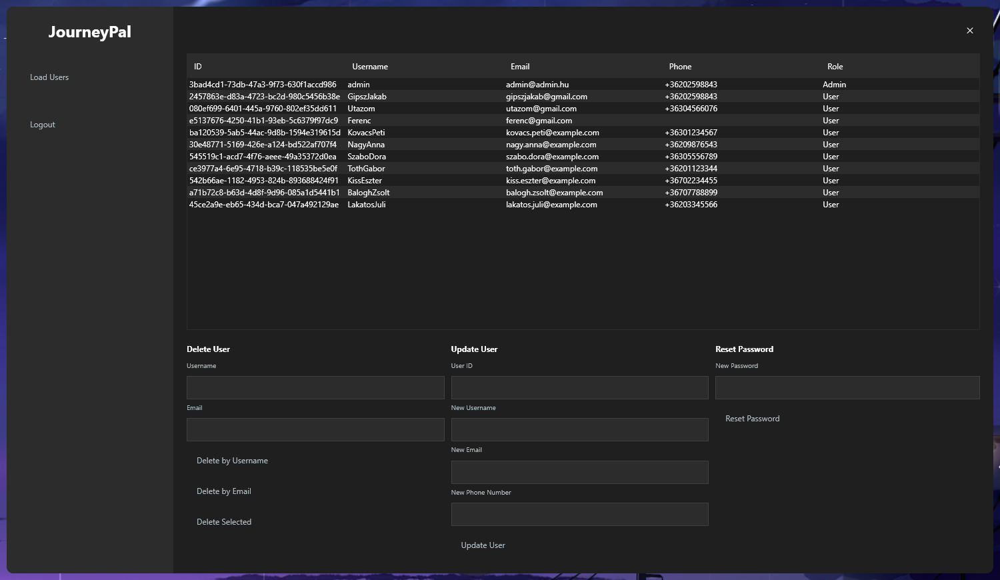 JourneyPal
Load Users
Logout
ID Username Email Phone Role
3bad4cd1-73db-47a3-9f73-630f1accd986 admin admin@admin.hu +36202598843 Admin
2457863e-d83a-4723-bc2d-980c5456b38e GipszJakab gipszjakab@gmail.com +36202598843 User
080ef699-6401-445a-9760-802ef35dd611 Utazom utazom@gmail.com +36304566076 User
e5137676-4250-41b1-93eb-5c6379f97dc9 Ferenc ferenc@gmail.com User
ba120539-5ab5-44ac-9d8b-1594e319615d KovacsPeti kovacs.peti@example.com +36301234567 User
30e48771-5169-426e-a124-bd522af707f4 NagyAnna nagy.anna@example.com +36209876543 User
545519c1-acd7-4f76-aeee-49a35372d0ea SzaboDora szabo.dora@example.com +36305556789 User
ce3977a4-6e95-4718-b39c-118535be5e0f TothGabor toth.gabor@example.com +36201123344 User
542b66ae-1182-4953-824b-893688424f91 KissEszter kiss.eszter@example.com +36702234455 User
a71b72c8-b63d-4d8f-9d96-085a1d5441b1 BaloghZsolt balogh.zsolt@example.com +36707788899 User
45ce2a9e-eb65-434d-bca7-047a492129ae LakatosJuli lakatos.juli@example.com +36203345566 User
Delete User
Username
Email
Delete by Username
Delete by Email
Delete Selected
Update User
User ID
New Username
New Email
New Phone Number
Update User
Reset Password
New Password
Reset Password